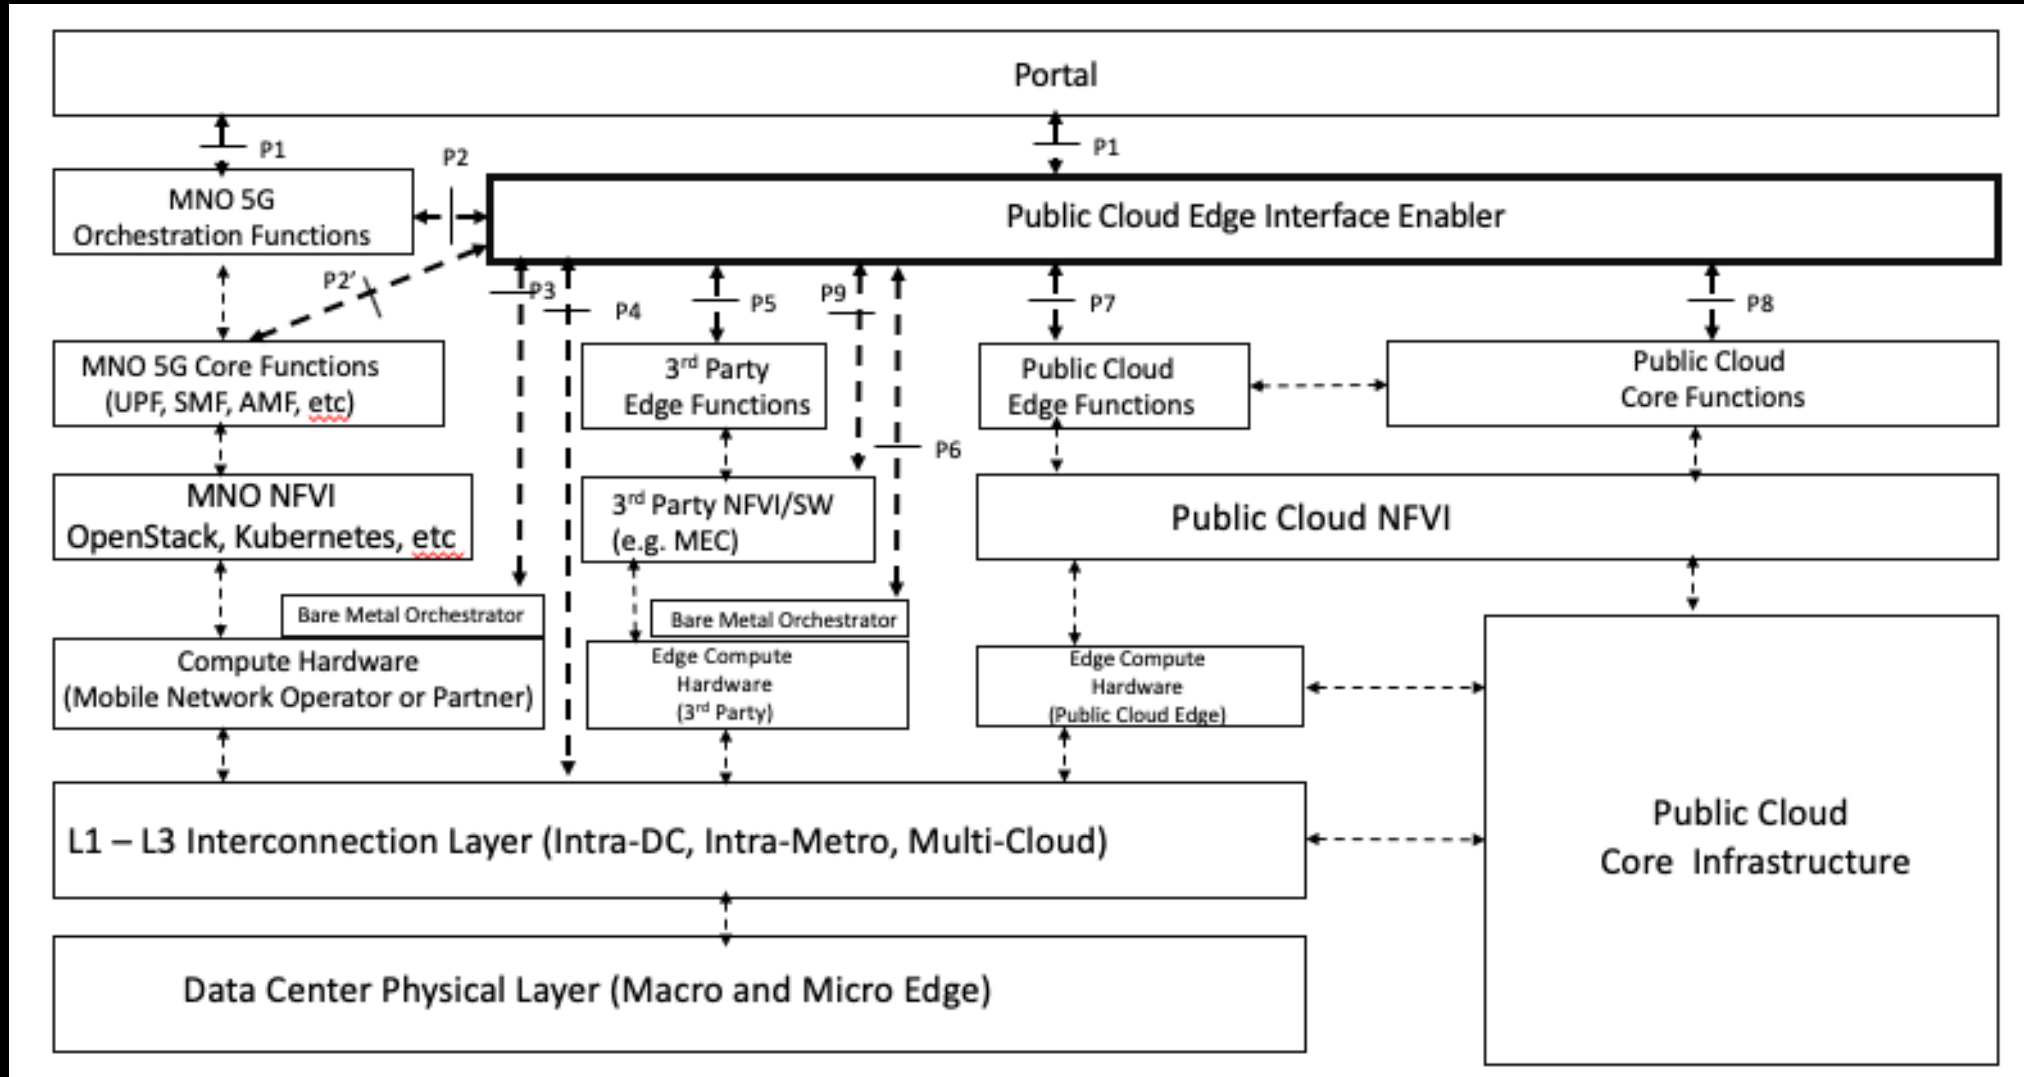 Portal
P1
P1
P2
MNO 5G
Orchestration Functions
Public Cloud Edge Interface Enabler
P2’
P3
P4
P5
P9
P7
P8
MNO 5G Core Functions
(UPF, SMF, AMF, etc)
3rd Party
Edge Functions
Public Cloud
Edge Functions
Public Cloud
Core Functions
P6
MNO NFVI
OpenStack, Kubernetes, etc
3rd Party NFVI/SW
(e.g. MEC)
Public Cloud NFVI
Bare Metal Orchestrator
Bare Metal Orchestrator
Compute Hardware
(Mobile Network Operator or Partner)
Edge Compute
Hardware
(3rd Party)
Edge Compute
Hardware
(Public Cloud Edge)
L1 – L3 Interconnection Layer (Intra-DC, Intra-Metro, Multi-Cloud)
Public Cloud
Core  Infrastructure
Data Center Physical Layer (Macro and Micro Edge)